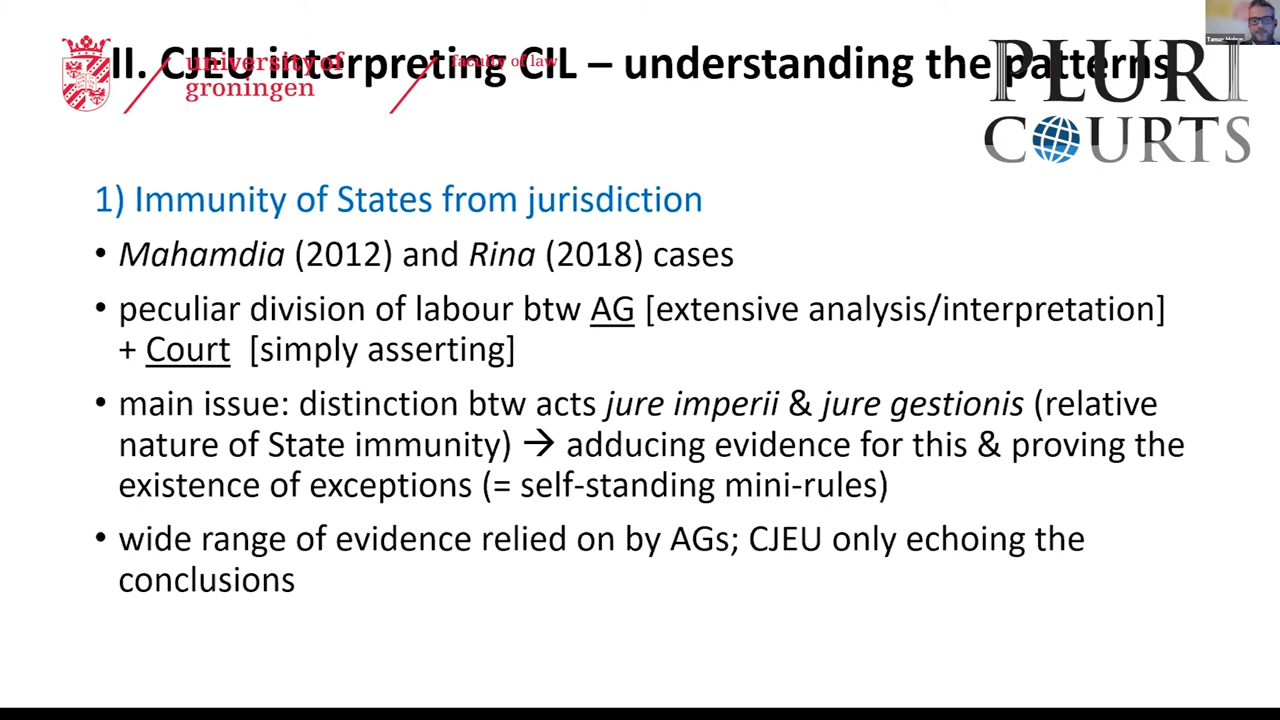 II. CJEU interpreting CIL – understanding the patterns
university of
groningen
faculty of law
PLURI
COURTS
1) Immunity of States from jurisdiction
• Mahamdia (2012) and Rina (2018) cases
• peculiar division of labour btw AG [extensive analysis/interpretation]
+ Court [simply asserting]
• main issue: distinction btw acts jure imperii & jure gestionis (relative
nature of State immunity) → adducing evidence for this & proving the
existence of exceptions (= self-standing mini-rules)
• wide range of evidence relied on by AGs; CJEU only echoing the
conclusions